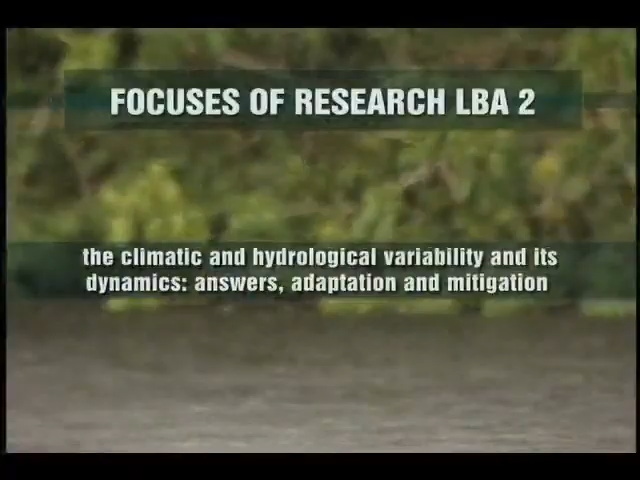 FOCUSES OF RESEARCH LBA 2
the climatic and hydrological variability and its
dynamics: answers, adaptation and mitigation